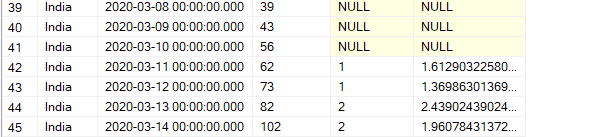 39 India 2020-03-08 00:00:00.000 39 NULL NULL
40 India 2020-03-09 00:00:00.000 43 NULL NULL
41 India 2020-03-10 00:00:00.000 56 NULL NULL
42 India 2020-03-11 00:00:00.000 62 1 1.61290322580...
43 India 2020-03-12 00:00:00.000 73 1 1.36986301369...
44 India 2020-03-13 00:00:00.000 82 2 2.43902439024...
45 India 2020-03-14 00:00:00.000 102 2 1.96078431372...